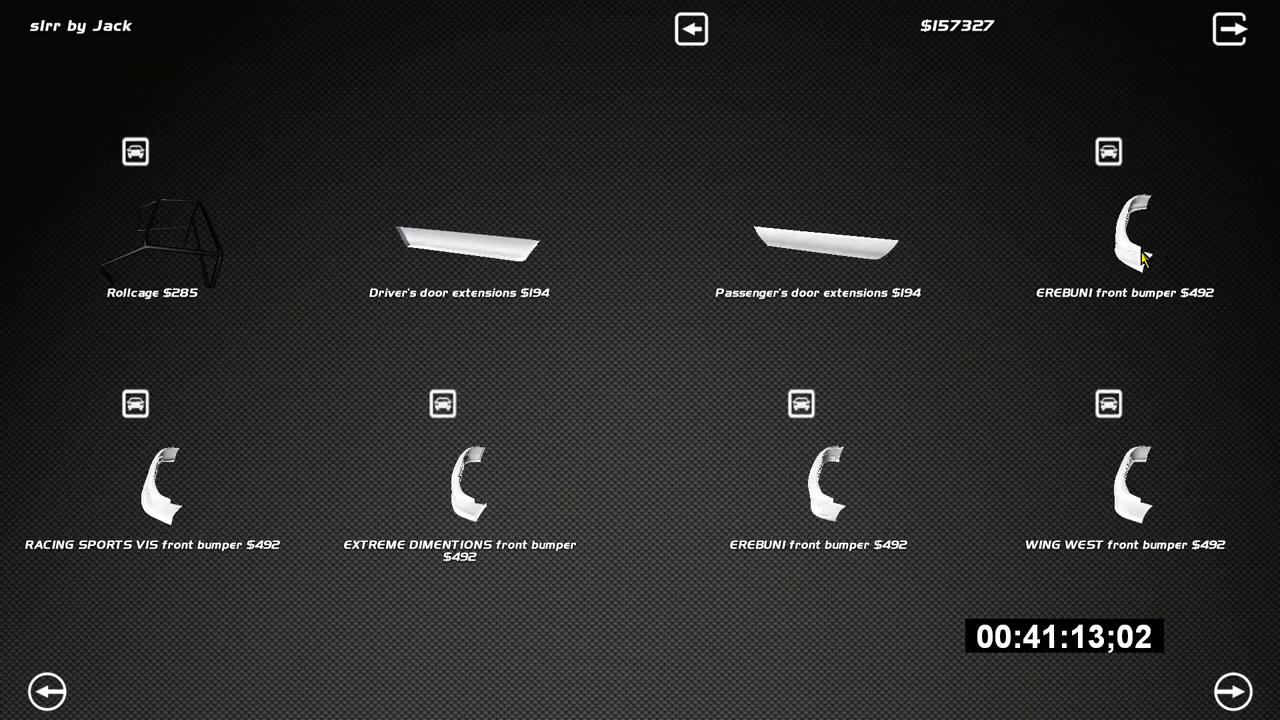 slrr by Jack
$157327
Rollcage $285
Driver's door extensions $194
Passenger's door extensions $194
EREBUNI front bumper $492
RACING SPORTS VIS front bumper $492
EXTREME DIMENTIONS front bumper
$492
EREBUNI front bumper $492
WING WEST front bumper $492
00:41:13;02